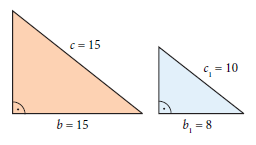 c = 15
c₁ = 10
b = 15
b₁ = 8